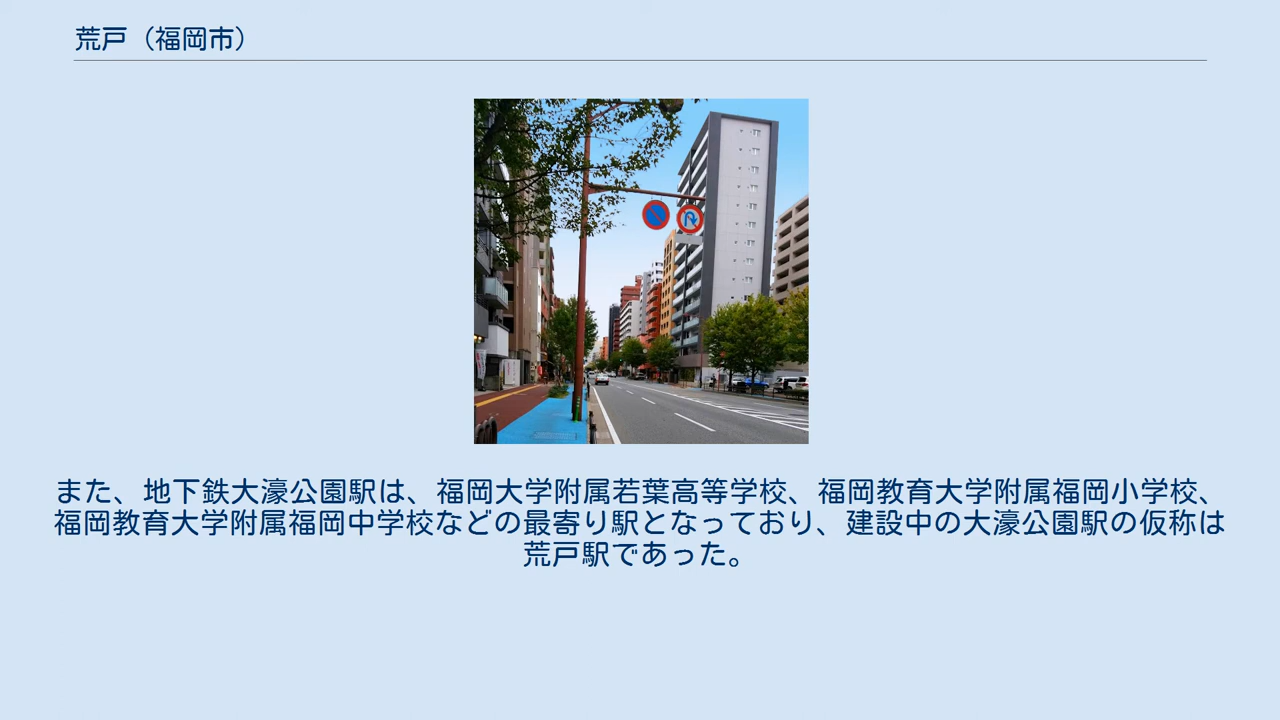 荒戸（福岡市）
また、地下鉄大濠公園駅は、福岡大学附属若葉高等学校、福岡教育大学附属福岡小学校、
福岡教育大学附属福岡中学校などの最寄り駅となっており、建設中の大濠公園駅の仮称は
荒戸駅であった。